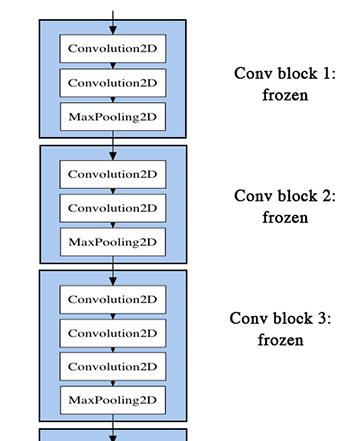 Convolution2D
Convolution2D
MaxPooling2D
Conv block 1:
frozen
Convolution2D
Convolution2D
MaxPooling2D
Conv block 2:
frozen
Convolution2D
Convolution2D
Convolution2D
MaxPooling2D
Conv block 3:
frozen